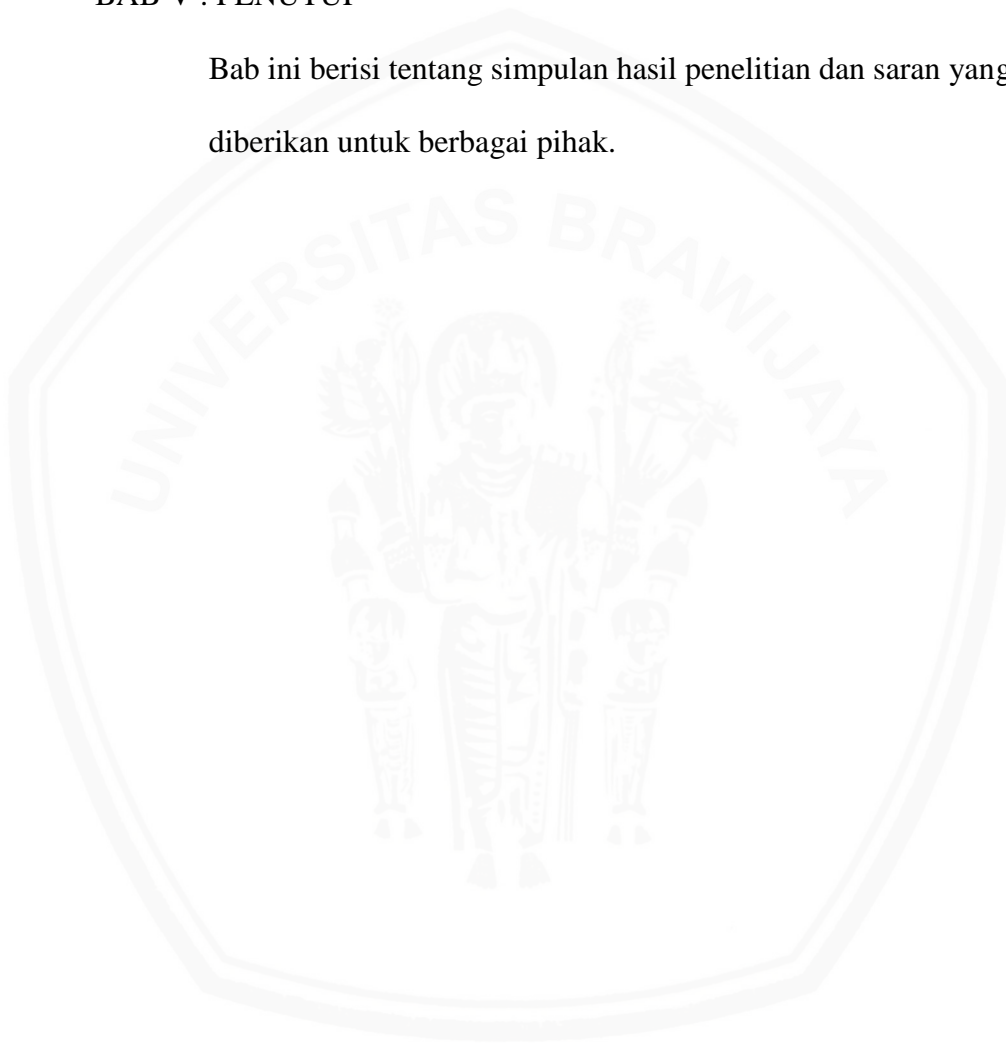 BAB V : PENUTUP
Bab ini berisi tentang simpulan hasil penelitian dan saran yang
diberikan untuk berbagai pihak.
UNIVERSITAS BRAWIJAYA